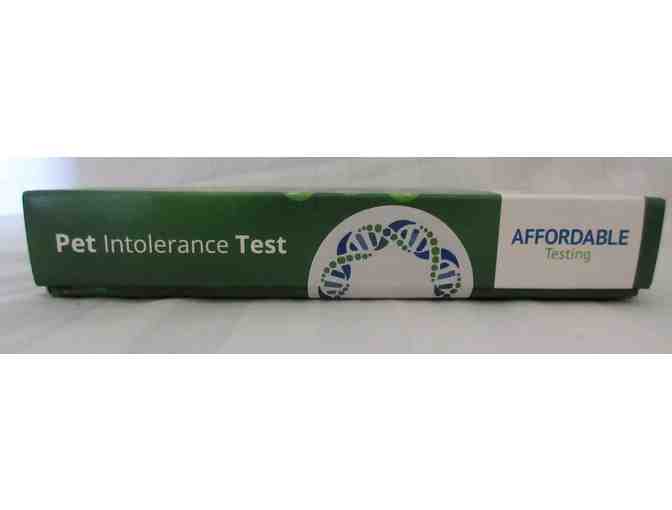 Pet Intolerance Test
AFFORDABLE
Testing